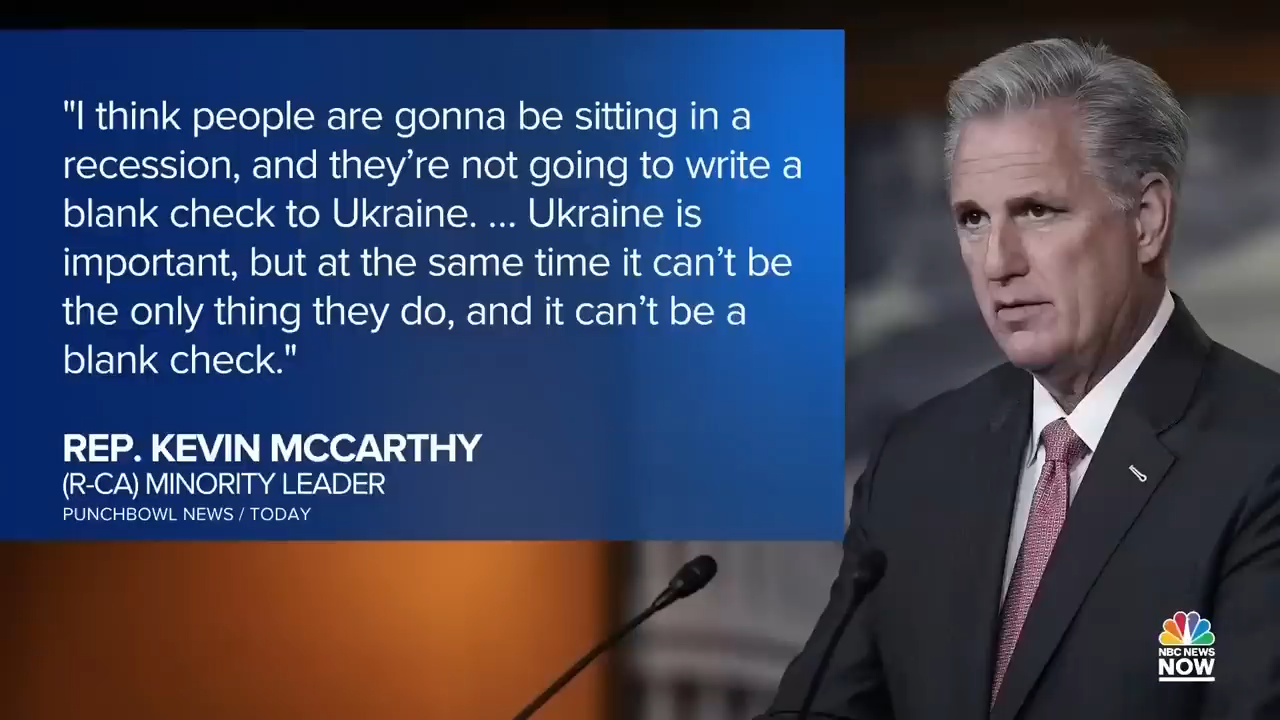 "I think people are gonna be sitting in a
recession, and they’re not going to write a
blank check to Ukraine. ... Ukraine is
important, but at the same time it can’t be
the only thing they do, and it can’t be a
blank check."
REP. KEVIN MCCARTHY
(R-CA) MINORITY LEADER
PUNCHBOWL NEWS / TODAY
NBC NEWS
NOW